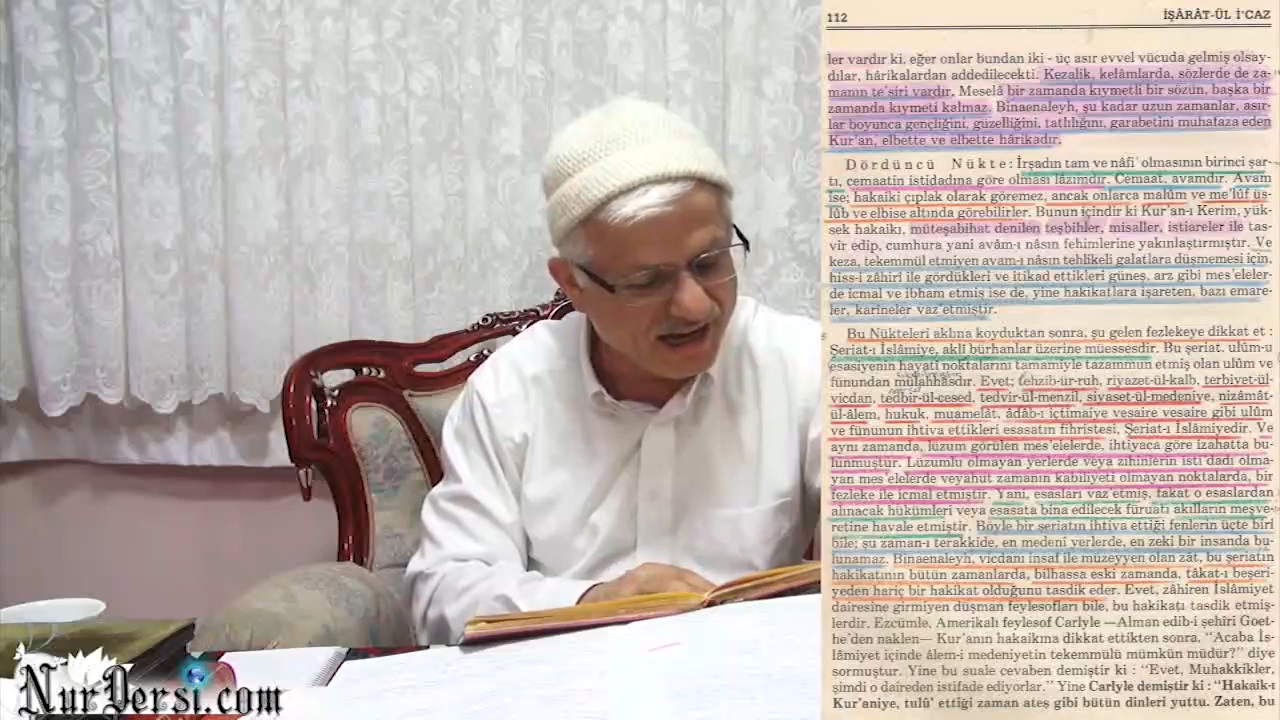 112 İŞÂRÂT-ÜL İ'CAZ
ler vardır ki, eğer onlar bundan iki - üç asır evvel vücuda gelmiş olsay-
dılar, hârikalardan addedilecekti. Kezalik, kelâmlarda, sözlerde de za-
manın te'siri vardır. Meselâ bir zamanda kıymetli bir sözün, başka bir
zamanda kıymeti kalmaz. Binaenaleyh, şu kadar uzun zamanlar, asır-
lar boyunca gençliğini, güzelliğini, tatlılığını, garabetini muhafaza eden
Kur'an, elbette ve elbette hârikadır.
Dördüncü Nükte: İrşadın tam ve nâfi' olmasının birinci şar-
tı, cemaatin istidadına göre olması lâzımdır. Cemaat, avamdır. Avam
ise; hakaiki çıplak olarak göremez, ancak onlarca malûm ve me'lûf üs-
lûb ve elbise altında görebilirler. Bunun içindir ki Kur'an-ı Kerim, yük-
sek hakaikı, müteşabihat denilen teşbihler, misaller, istiareler ile tas-
vir edip, cumhura yani avâm-ı nâsın fehimlerine yakınlaştırmıştır. Ve
keza, tekemmül etmiyen avam-ı nâsın tehlikeli galatlara düşmemesi için,
hiss-i zâhiri ile gördükleri ve itikad ettikleri güneş, arz gibi mes'eleler-
de icmal ve ibham etmiş ise de, yine hakikatlara işareten, bazı emare-
ler, karineler vaz'etmiştir.
Bu Nükteleri aklına koyduktan sonra, şu gelen fezlekeye dikkat et:
Şeriat-ı İslâmiye, aklî bürhanlar üzerine müessesdir. Bu şeriat, ulûm-u
esasiyenin hayatî noktalarını tamamiyle tazammun etmiş olan ulûm ve
fünundan mülahhasdır. Evet; tehzib-ur-ruh, riyazet-ül-kalb, terbiyet-ül-
vicdan, tedbir-ül-cesed, tedvir-ül-menzil, siyaset-ül-medeniye, nizâmât-
ül-âlem, hukuk, muamelât, âdâb-ı içtimaiye vesaire vesaire gibi ulûm
ve fünunun ihtiva ettikleri esasatın fihristesi, Şeriat-ı İslâmiyedir. Ve
aynı zamanda, lüzum görülen mes'elelerde, ihtiyaca göre izahatta bu-
lunmuştur. Lüzumlu olmayan yerlerde veya zihinlerin isti'dadı olma-
yan mes'elelerde veyahut zamanın kabiliyeti olmayan noktalarda, bir
fezleke ile icmal etmiştir. Yani, esasları vaz etmiş, fakat o esaslardan
alınacak hükümleri veya esasata bina edilecek füruatı akılların meşve-
retine havale etmiştir. Böyle bir şeriatın ihtiva ettiği fenlerin üçte biri
bile; şu zaman-ı terakkide, en medenî yerlerde, en zeki bir insanda bu-
lunamaz. Binaenaleyh, vicdanı insaf ile müzeyyen olan zât, bu şeriatın
hakikatının bütün zamanlarda, bilhassa eski zamanda, tâkat-ı beşeri-
yeden hariç bir hakikat olduğunu tasdik eder. Evet, zâhiren İslâmiyet
dairesine girmiyen düşman feylesofları bile, bu hakikatı tasdik etmiş-
lerdir. Ezcümle, Amerikalı feylesof Carlyle —Alman edib-i şehiri Goet-
he'den naklen— Kur'anın hakaikına dikkat ettikten sonra, "Acaba İs-
lâmiyet içinde âlem-i medeniyetin tekemmülü mümkün müdür?" diye
sormuştur. Yine bu suale cevaben demiştir ki: "Evet, Muhakkikler,
şimdi o daireden istifade ediyorlar." Yine Carlyle demiştir ki: "Hakaik-ı
Kur'aniye, tulû' ettiği zaman ateş gibi bütün dinleri yuttu. Zaten, bu
NurDersi.com